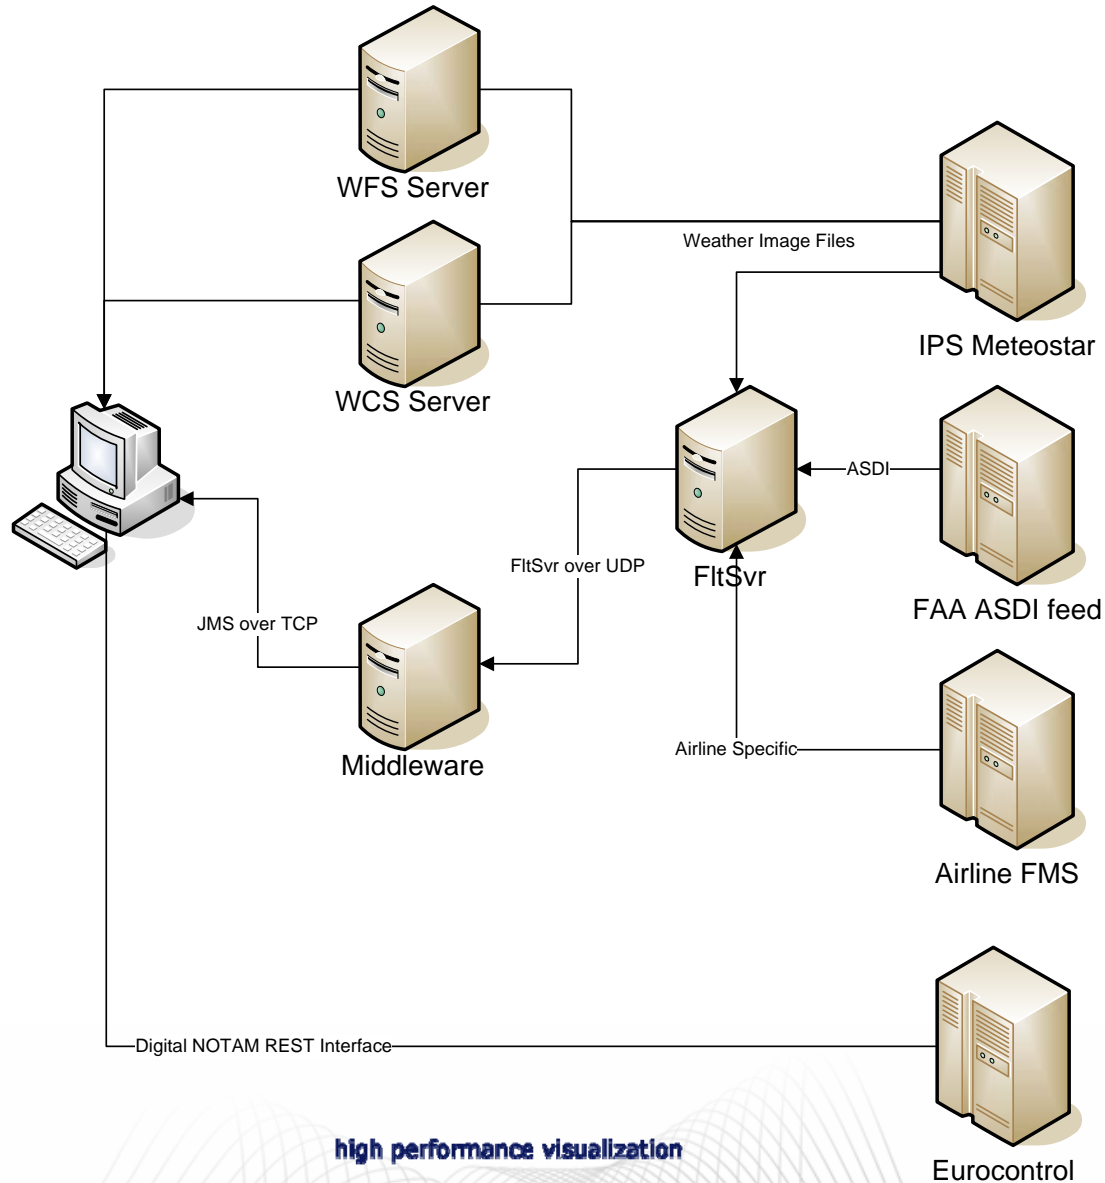 WFS Server
Weather Image Files
IPS Meteostar
WCS Server
ASDI
FltSvr over UDP
FltSvr
FAA ASDI feed
JMS over TCP
Airline Specific
Middleware
Airline FMS
Digital NOTAM REST Interface
high performance visualization
Eurocontrol